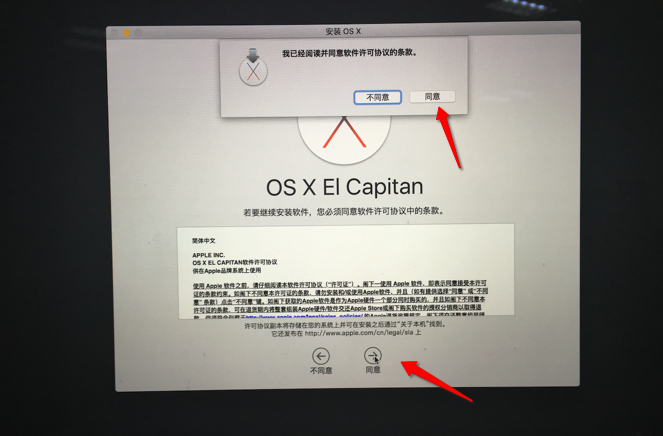 安装 OS X
我已经阅读并同意软件许可协议的条款。
不同意
同意
OS X El Capitan
若要继续安装软件，您必须同意软件许可协议中的条款。
简体中文
APPLE INC.
OS X EL CAPITAN软件许可协议
供在Apple品牌系统上使用
使用 Apple 软件之前，请仔细阅读本软件许可协议（“许可证”）。阁下一使用 Apple 软件，即表示同意接受本许可
证的条款约束。如阁下不同意本许可证的条款，请勿安装和/或使用Apple软件，并且（如有提供选择“同意”或“不同
意”条款）点击“不同意”键。如阁下获取的Apple软件是作为Apple硬件一个部分同时购买的，并且如阁下不同意本
许可证的条款，可在退货期内将整套组装Apple硬件/软件交还Apple Store或阁下购买软件的授权分销商以取得退
许可协议副本将存储在您的系统上并可在安装之后通过“关于本机”找到。
它还发布在 http://www.apple.com/legal/sla 上
不同意
同意